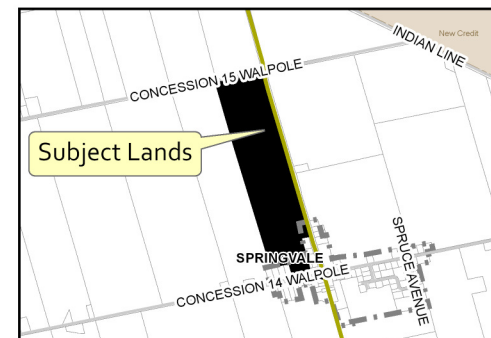 New Credit
INDIAN LINE
CONCESSION 15 WALPOLE
Subject Lands
SPRINGVALE
SPRUCE AVENUE
CONCESSION 14 WALPOLE